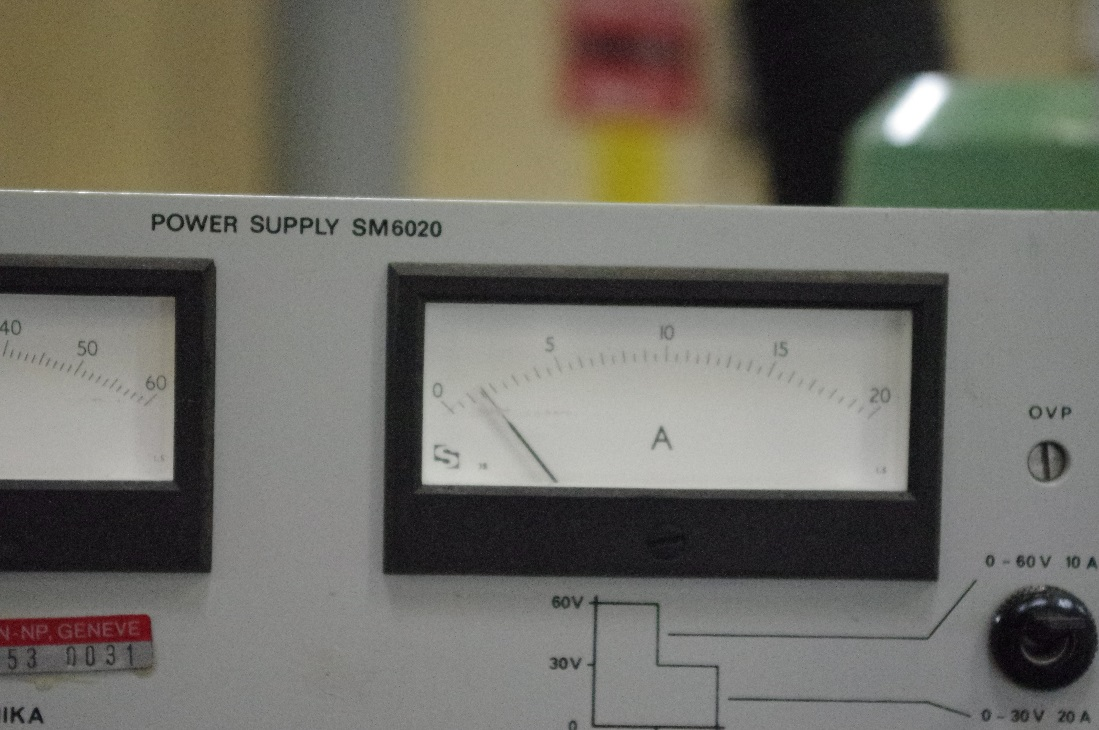 POWER SUPPLY SM6020
40 50 60
0 5 10 15 20
A
OVP
0 - 60 V 10 A
60V
30V
0
0 - 30 V 20 A
N-NP, GENEVE
53 0031
IKA